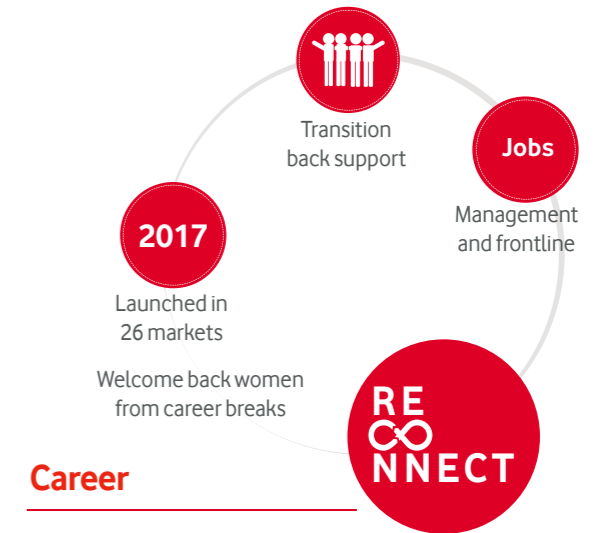 Transition
back support
Jobs
Management
and frontline
2017
Launched in
26 markets
Welcome back women
from career breaks
RE
CO
NNECT
Career